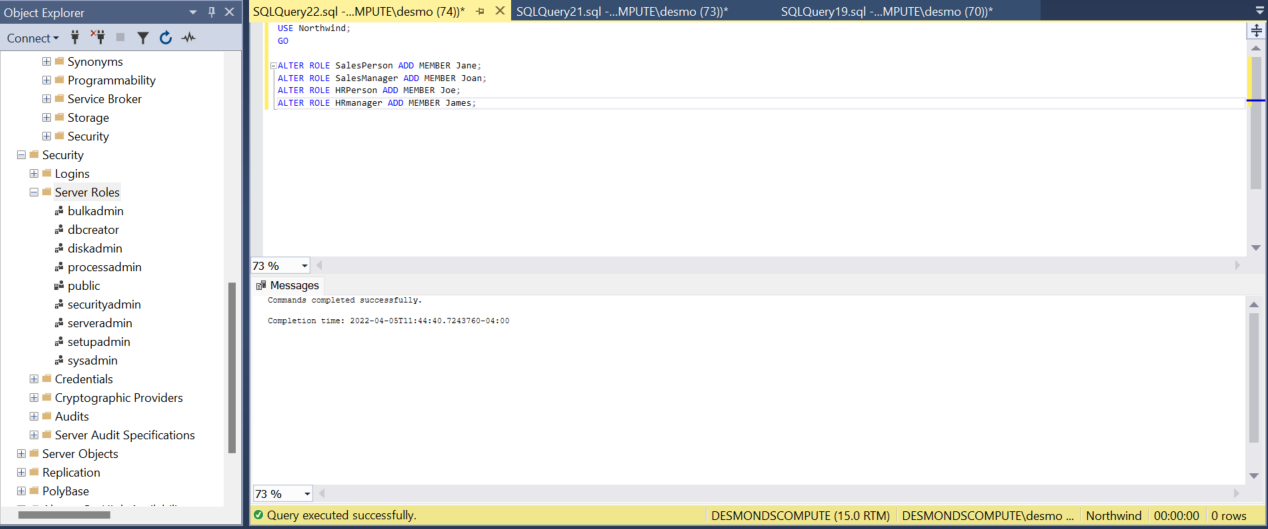 Object Explorer
Connect
Synonyms
Programmability
Service Broker
Storage
Security
Security
Logins
Server Roles
bulkadmin
dbcreator
diskadmin
processadmin
public
securityadmin
serveradmin
setupadmin
sysadmin
Credentials
Cryptographic Providers
Audits
Server Audit Specifications
Server Objects
Replication
PolyBase
SQLQuery22.sql -...MPUTE\desmo (74))* SQLQuery21.sql -...MPUTE\desmo (73))* SQLQuery19.sql -...MPUTE\desmo (70))*
USE Northwind;
GO
ALTER ROLE SalesPerson ADD MEMBER Jane;
ALTER ROLE SalesManager ADD MEMBER Joan;
ALTER ROLE HRPerson ADD MEMBER Joe;
ALTER ROLE HRmanager ADD MEMBER James;
73 %
Messages
Commands completed successfully.
Completion time: 2022-04-05T11:44:40.7243760-04:00
73 %
Query executed successfully. DESMONDSCOMPUTE (15.0 RTM) DESMONDSCOMPUTE\desmo ... Northwind 00:00:00 0 rows